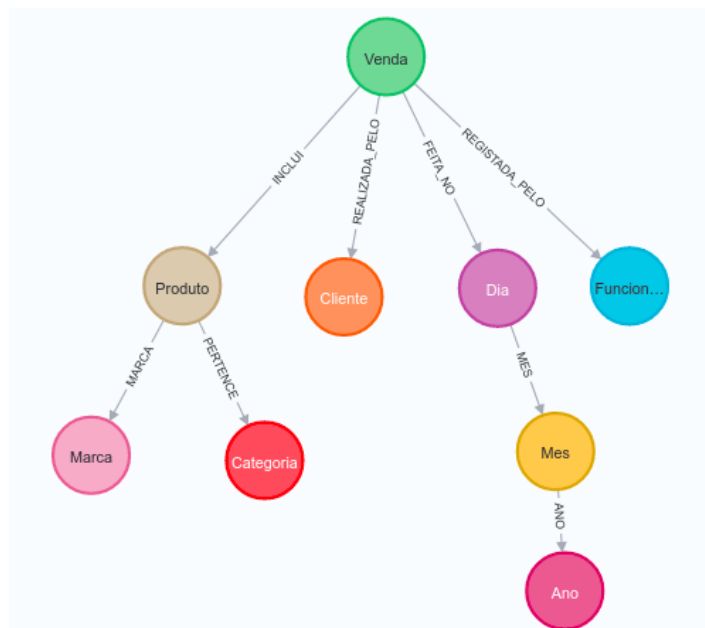 Venda
INCLUI
REALIZADA_PELO
FEITA_NO
REGISTADA_PELO
Produto
Cliente
Dia
Funcion...
MARCA
PERTENCE
MES
Marca
Categoria
Mes
ANO
Ano